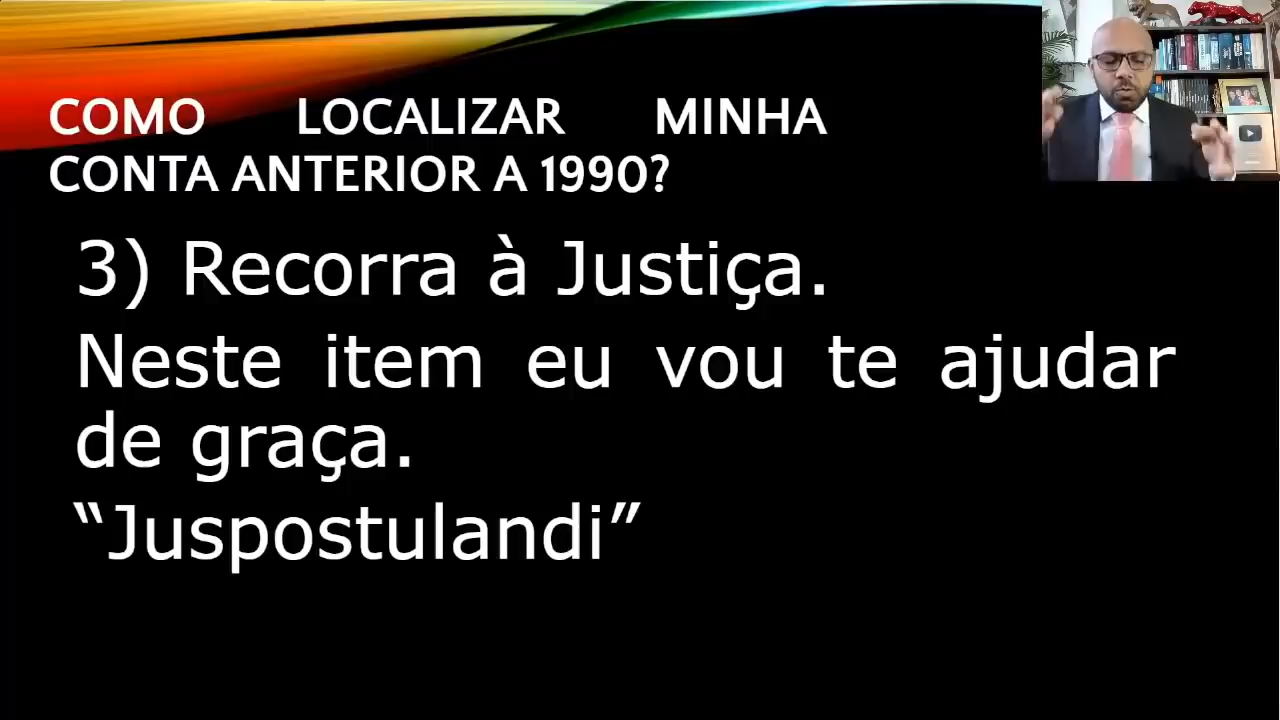 COMO LOCALIZAR MINHA
CONTA ANTERIOR A 1990?
3) Recorra à Justiça.
Neste item eu vou te ajudar
de graça.
“Juspostulandi”